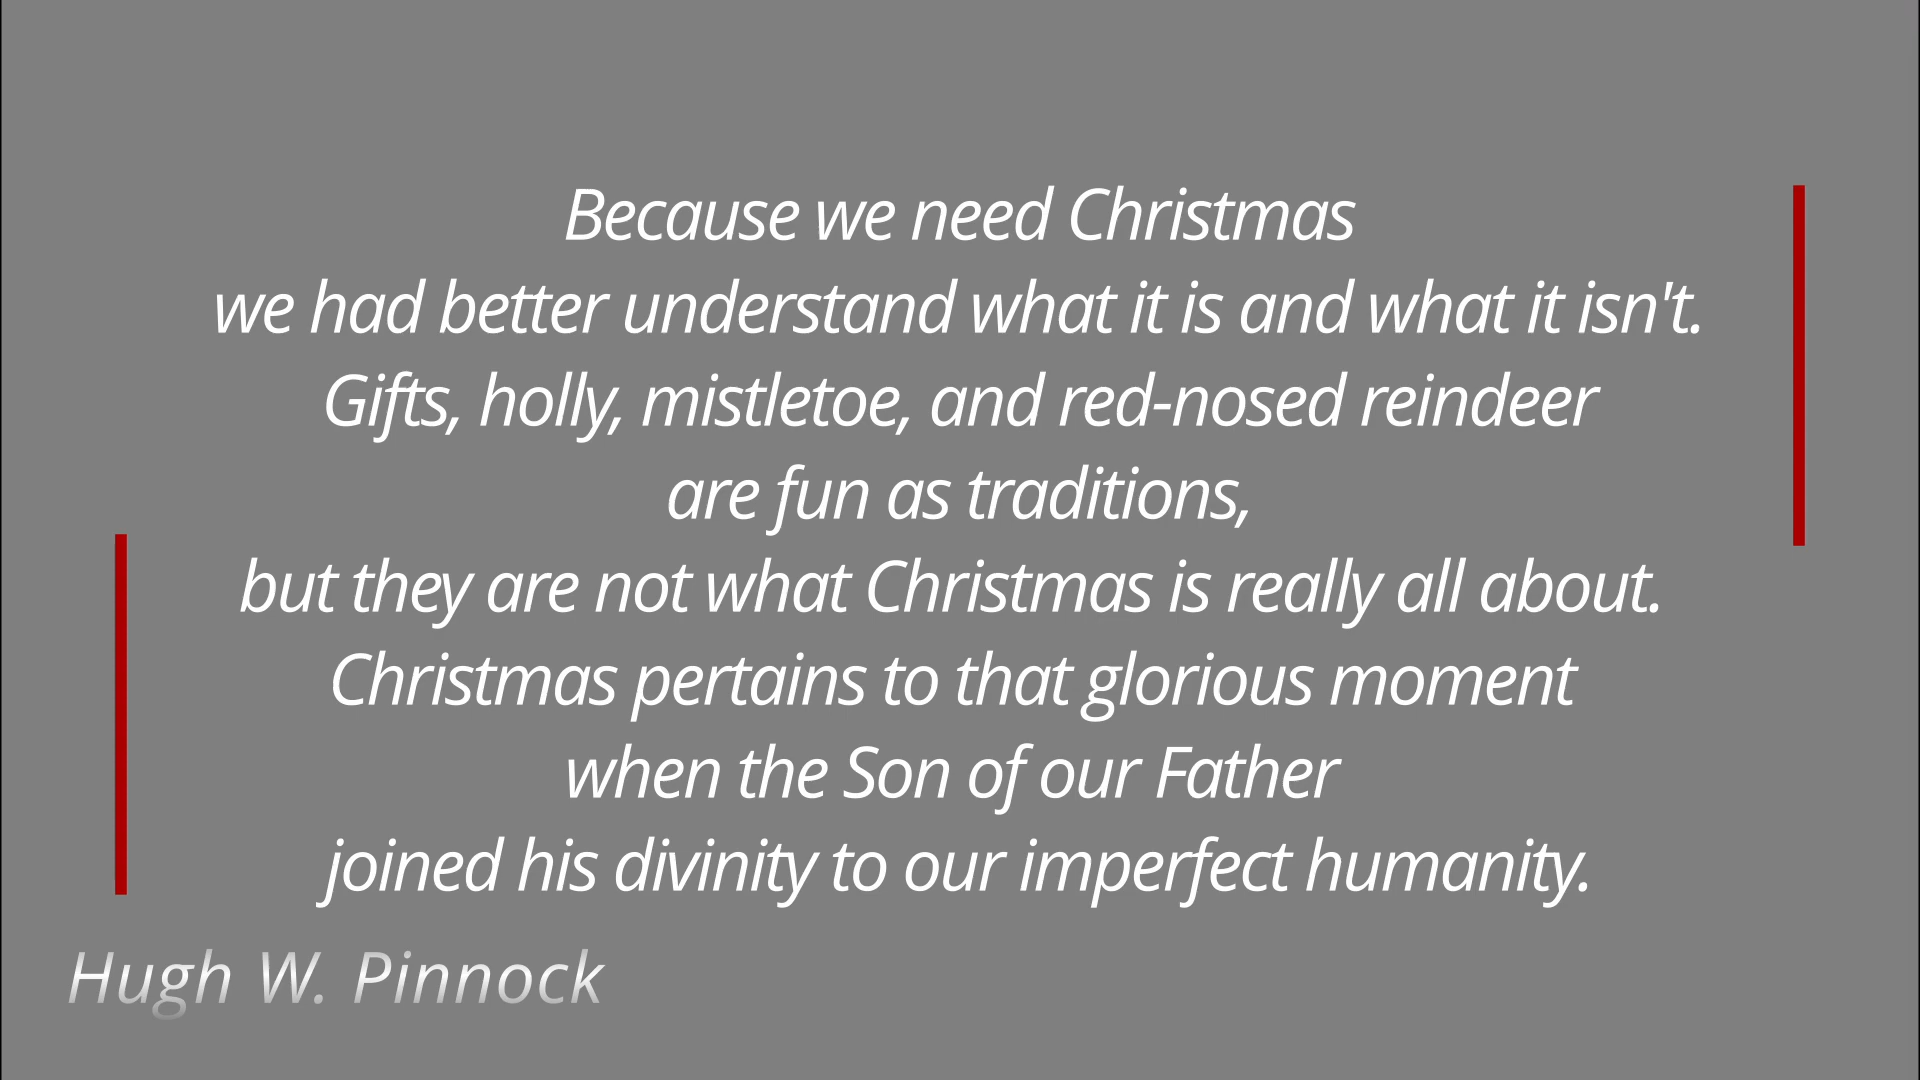 Because we need Christmas
we had better understand what it is and what it isn't.
Gifts, holly, mistletoe, and red-nosed reindeer
are fun as traditions,
but they are not what Christmas is really all about.
Christmas pertains to that glorious moment
when the Son of our Father
joined his divinity to our imperfect humanity.
Hugh W. Pinnock